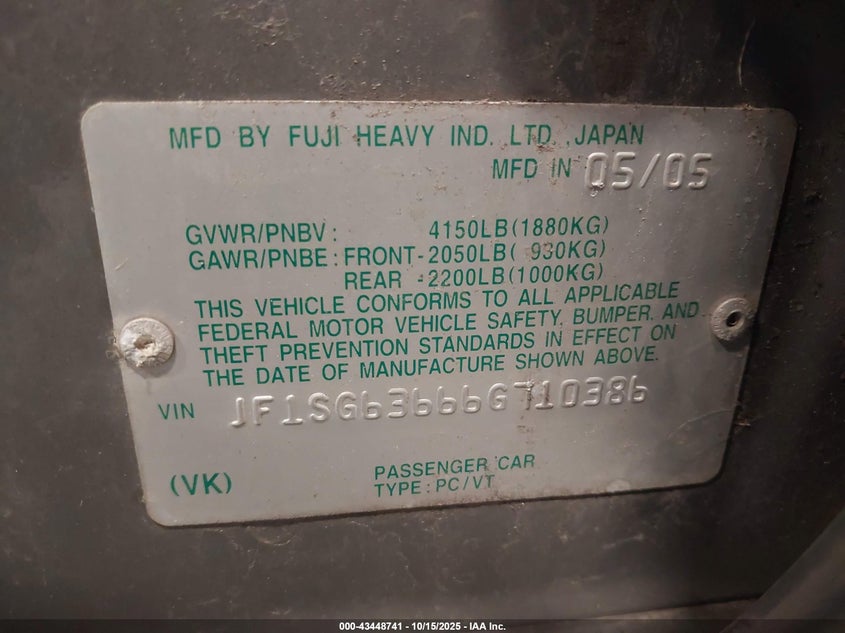 MFD BY FUJI HEAVY IND. LTD. JAPAN
MFD IN 05/05
GVWR/PNBV: 4150LB(1880KG)
GAWR/PNBE: FRONT-2050LB( 930KG)
REAR -2200LB(1000KG)
THIS VEHICLE CONFORMS TO ALL APPLICABLE
FEDERAL MOTOR VEHICLE SAFETY, BUMPER, AND
THEFT PREVENTION STANDARDS IN EFFECT ON
THE DATE OF MANUFACTURE SHOWN ABOVE.
VIN JF1SG63666G710386
(VK) PASSENGER CAR
TYPE: PC/VT
000-43448741 - 10/15/2025 - IAA Inc.